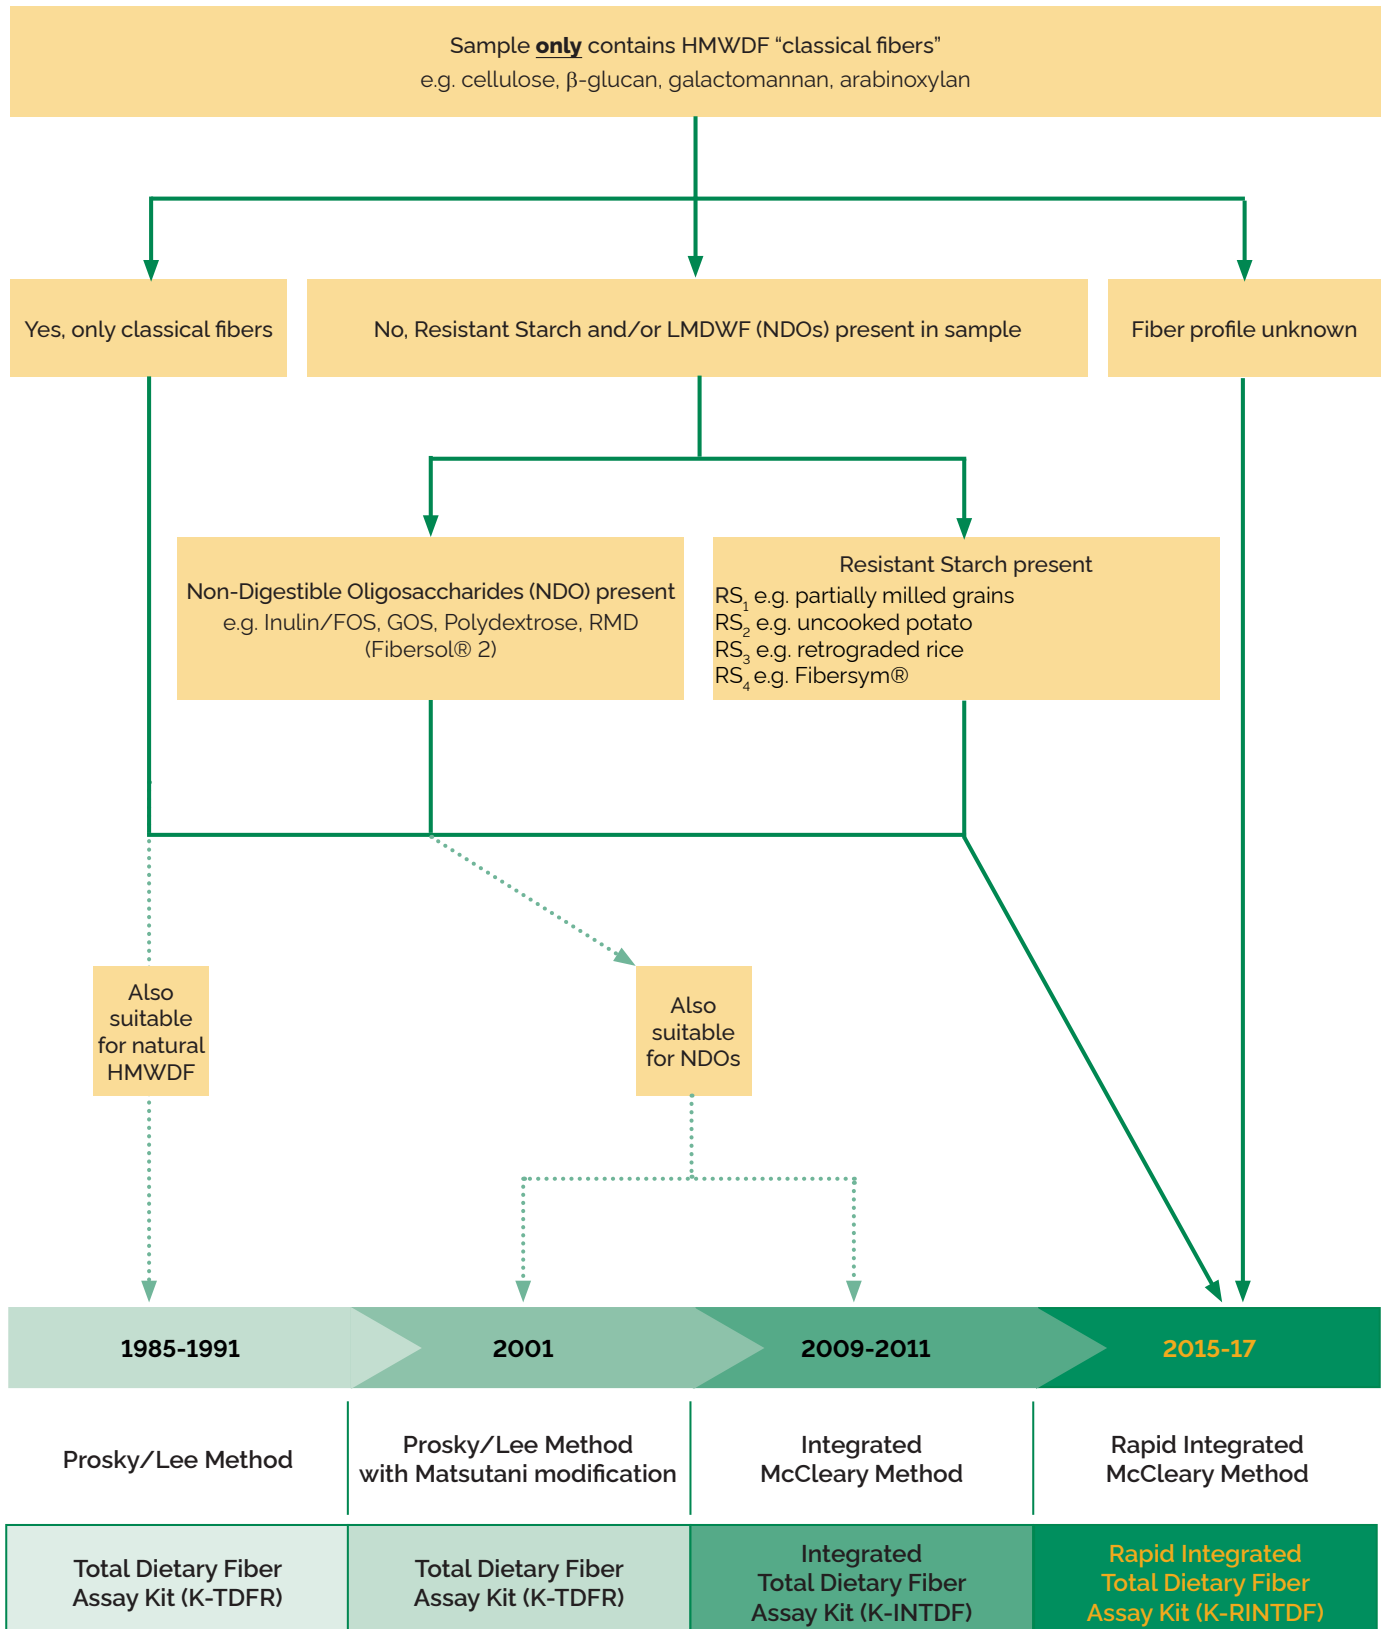 Sample only contains HMWDF “classical fibers”
e.g. cellulose, β-glucan, galactomannan, arabinoxylan
Yes, only classical fibers
No, Resistant Starch and/or LMDWF (NDOs) present in sample
Fiber profile unknown
Non-Digestible Oligosaccharides (NDO) present
e.g. Inulin/FOS, GOS, Polydextrose, RMD
(Fibersol® 2)
Resistant Starch present
RS1 e.g. partially milled grains
RS2 e.g. uncooked potato
RS3 e.g. retrograded rice
RS4 e.g. Fibersym®
Also
suitable
for natural
HMWDF
Also
suitable
for NDOs
1985-1991
2001
2009-2011
2015-17
Prosky/Lee Method
Prosky/Lee Method
with Matsutani modification
Integrated
McCleary Method
Rapid Integrated
McCleary Method
Total Dietary Fiber
Assay Kit (K-TDFR)
Total Dietary Fiber
Assay Kit (K-TDFR)
Integrated
Total Dietary Fiber
Assay Kit (K-INTDF)
Rapid Integrated
Total Dietary Fiber
Assay Kit (K-RINTDF)